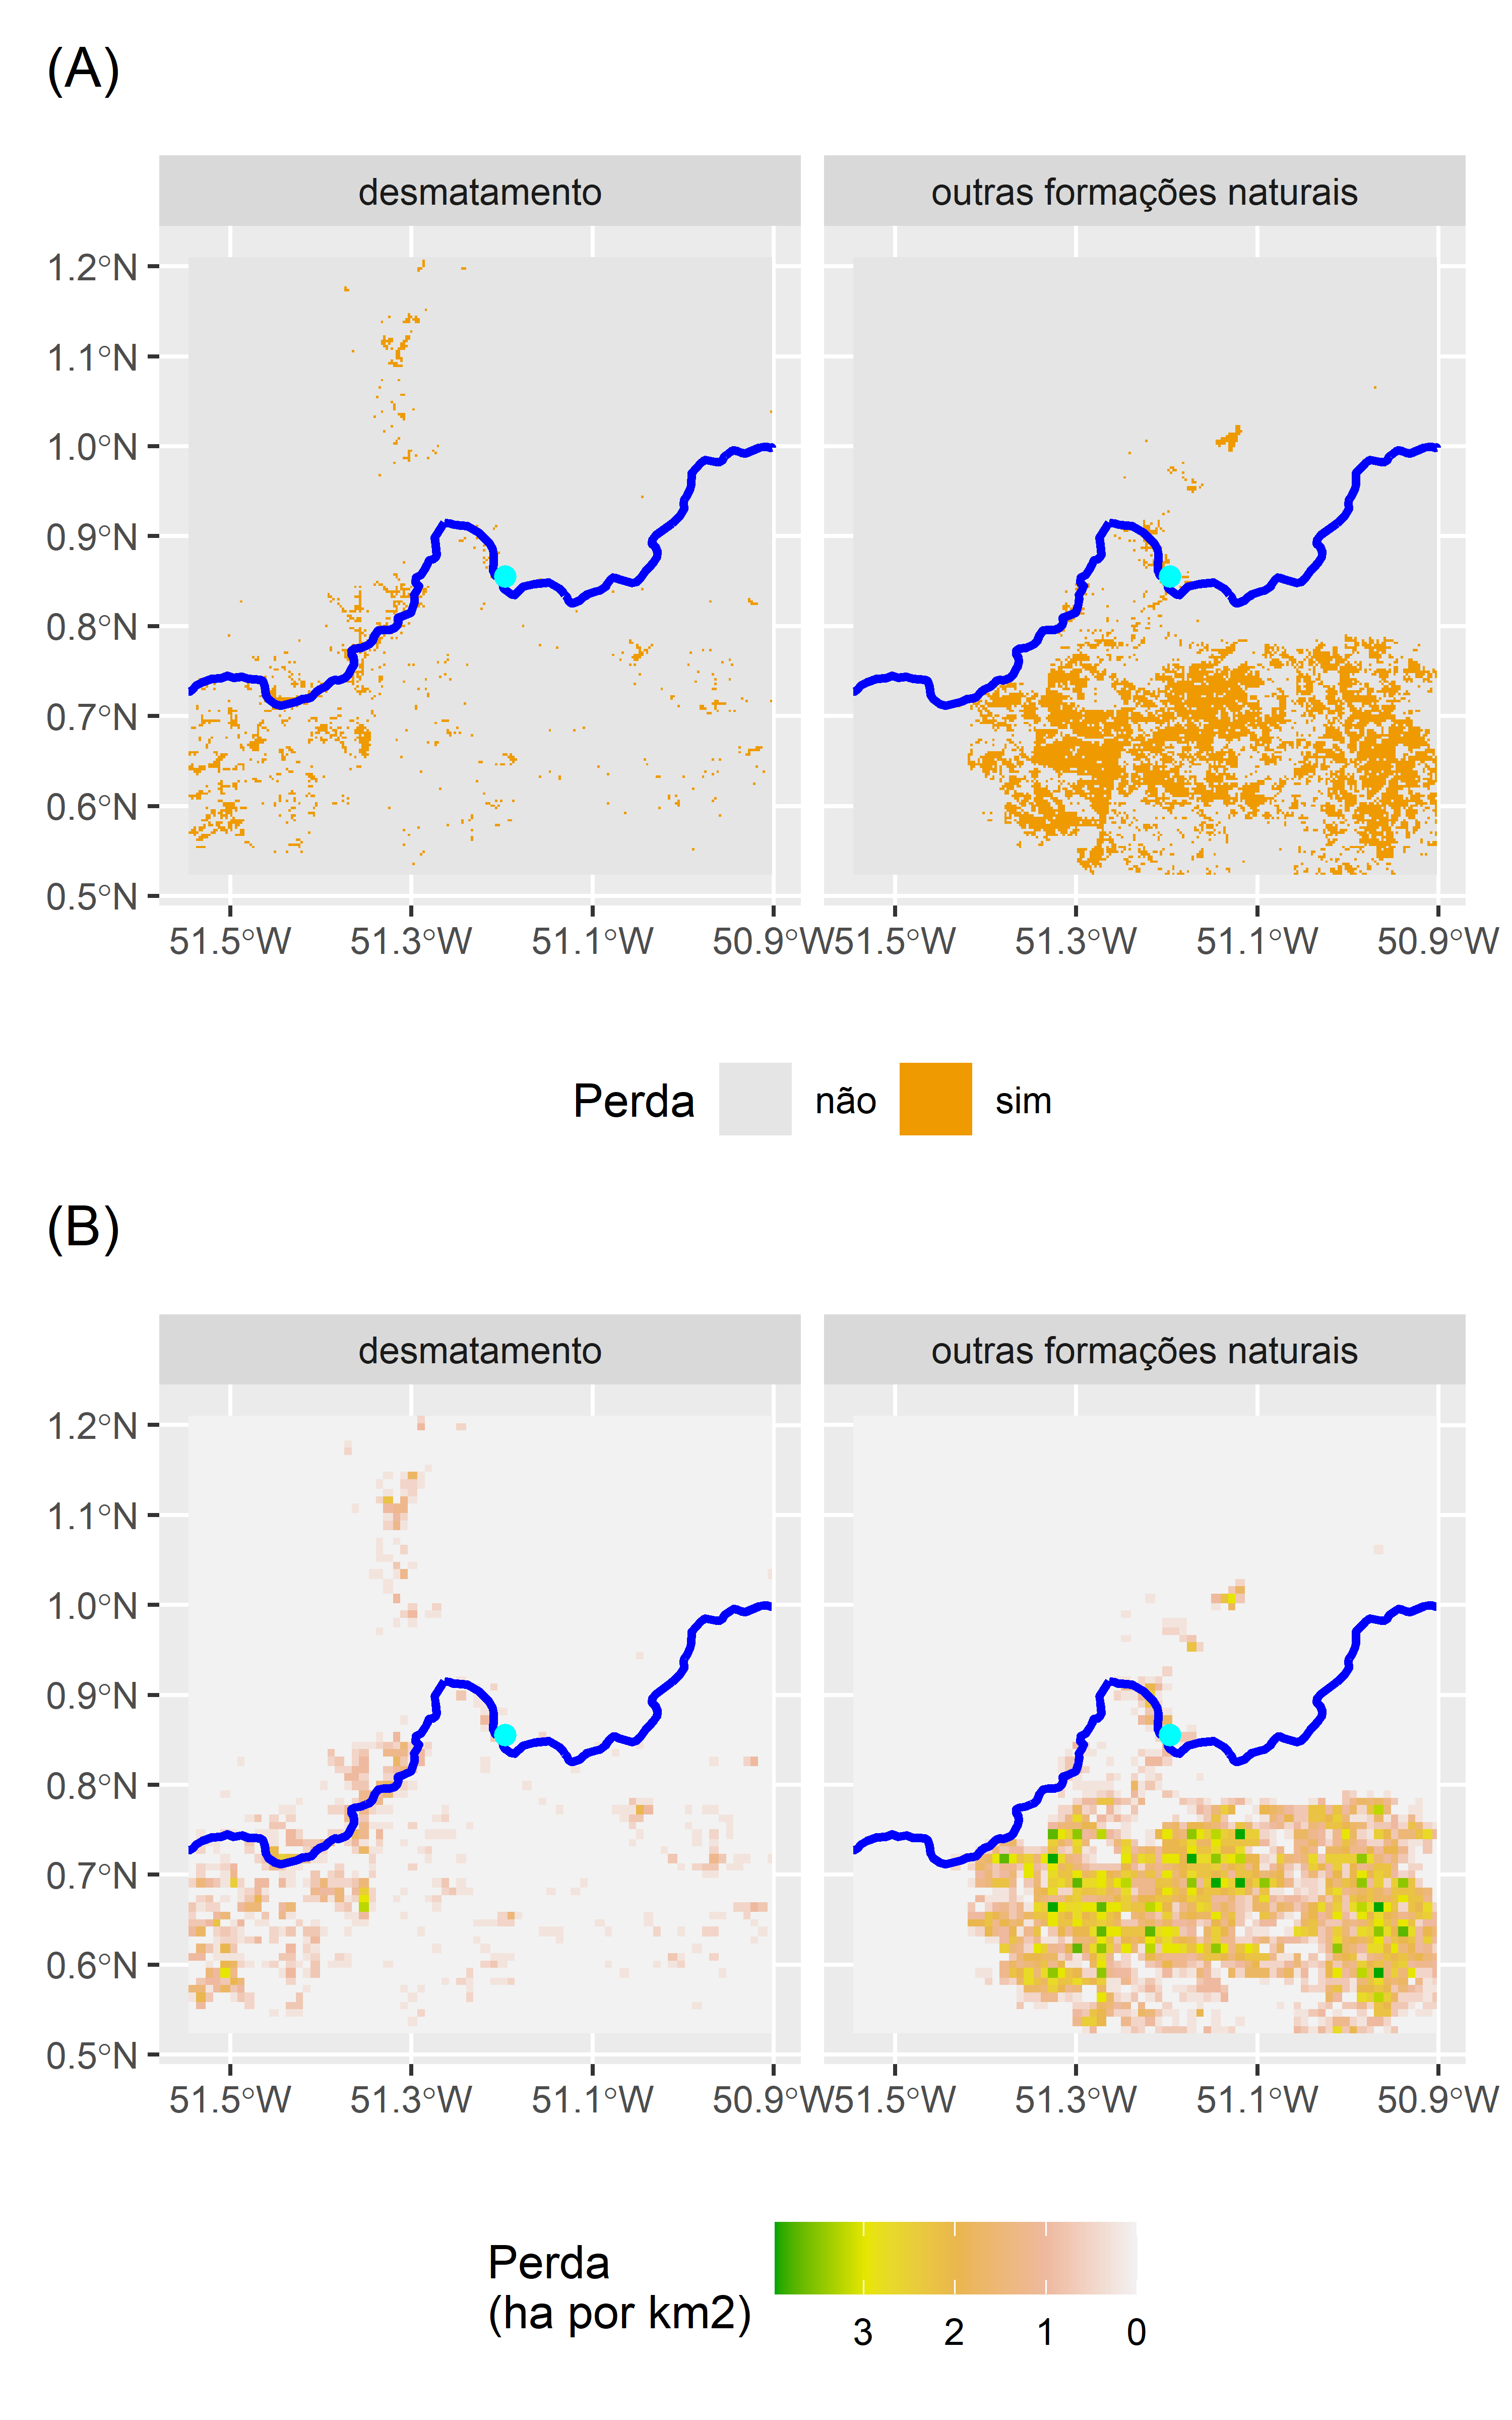 (A)
desmatamento
outras formações naturais
1.2°N
1.1°N
1.0°N
0.9°N
0.8°N
0.7°N
0.6°N
0.5°N
51.5°W 51.3°W 51.1°W 50.9°W
51.5°W 51.3°W 51.1°W 50.9°W
Perda não sim
(B)
desmatamento
outras formações naturais
1.2°N
1.1°N
1.0°N
0.9°N
0.8°N
0.7°N
0.6°N
0.5°N
51.5°W 51.3°W 51.1°W 50.9°W
51.5°W 51.3°W 51.1°W 50.9°W
Perda
(ha por km2)
3 2 1 0